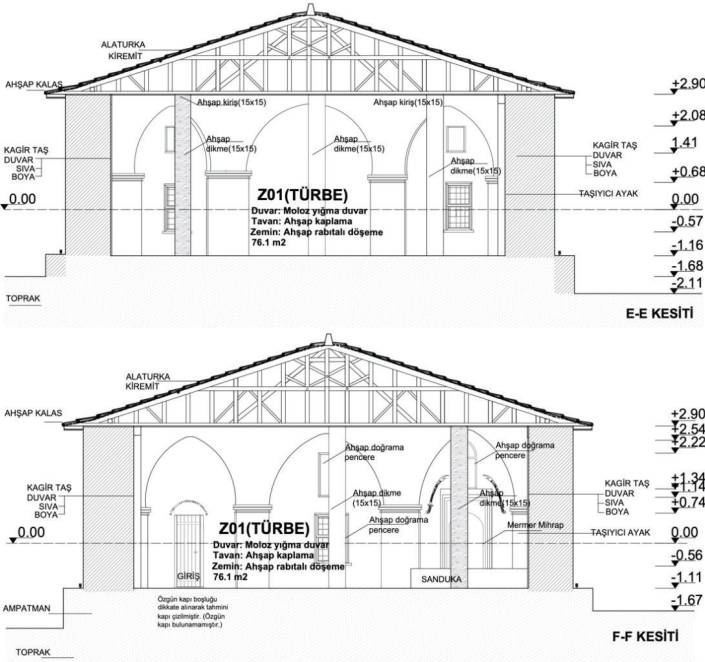 ALATURKA
KİREMİT
AHŞAP KALAS
Ahşap kiriş(15x15)
Ahşap kiriş(15x15)
+2.90
+2.08
1.41
+0.68
0.00
-0.57
-1.16
-1.68
-2.11
Ahşap
dikme(15x15)
Ahşap
dikme(15x15)
Ahşap
dikme(15x15)
KAGİR TAŞ
DUVAR
SIVA
BOYA
KAGİR TAŞ
DUVAR
SIVA
BOYA
TAŞIYICI AYAK
0.00
Z01(TÜRBE)
Duvar: Moloz yığma duvar
Tavan: Ahşap kaplama
Zemin: Ahşap rabıtalı döşeme
76.1 m2
TOPRAK
E-E KESİTİ
ALATURKA
KİREMİT
AHŞAP KALAS
+2.90
+2.54
+2.22
+1.34
+1.14
+0.74
0.00
-0.56
-1.11
-1.67
Ahşap doğrama
pencere
Ahşap doğrama
pencere
KAGİR TAŞ
DUVAR
SIVA
BOYA
Ahşap dikme
(15x15)
Ahşap
dikme(15x15)
KAGİR TAŞ
DUVAR
SIVA
BOYA
Ahşap doğrama
pencere
Mermer Mihrap
TAŞIYICI AYAK
0.00
Z01(TÜRBE)
Duvar: Moloz yığma duvar
Tavan: Ahşap kaplama
Zemin: Ahşap rabıtalı döşeme
76.1 m2
GİRİŞ
SANDUKA
Özgün kapı boşluğu
dikkate alınarak tahmini
kapı çizilmiştir. (Özgün
kapı bulunamamıştır.)
AMPATMAN
F-F KESİTİ
TOPRAK